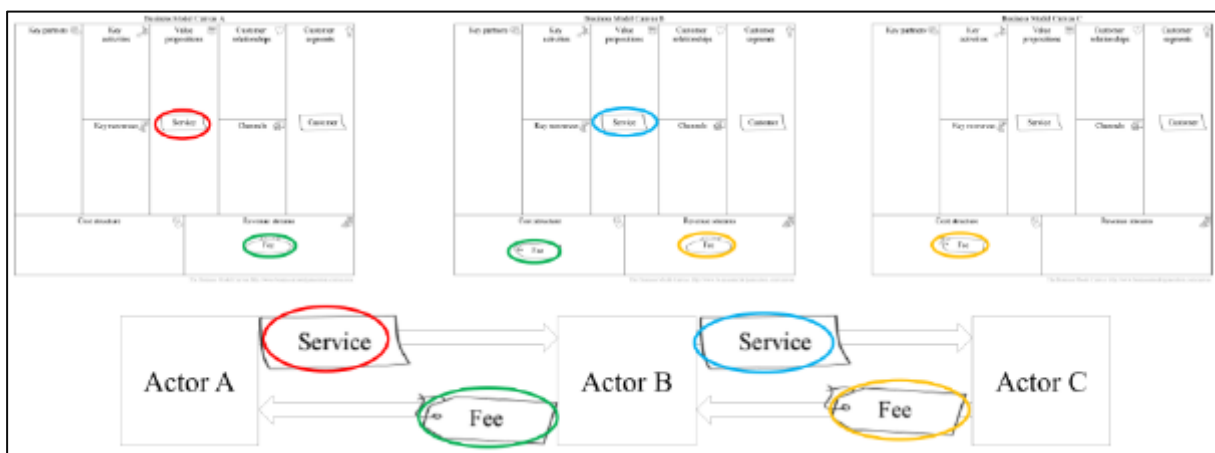 Business Model Canvas A
Key partners
Key activities
Value propositions
Customer relationships
Customer segments
Key resources
Service
Channels
Customer
Cost structure
Revenue streams
Fee
Business Model Canvas B
Key partners
Key activities
Value propositions
Customer relationships
Customer segments
Key resources
Service
Channels
Customer
Cost structure
Revenue streams
Fee
Fee
Business Model Canvas C
Key partners
Key activities
Value propositions
Customer relationships
Customer segments
Key resources
Service
Channels
Customer
Cost structure
Revenue streams
Fee
Actor A
Service
Fee
Actor B
Service
Fee
Actor C